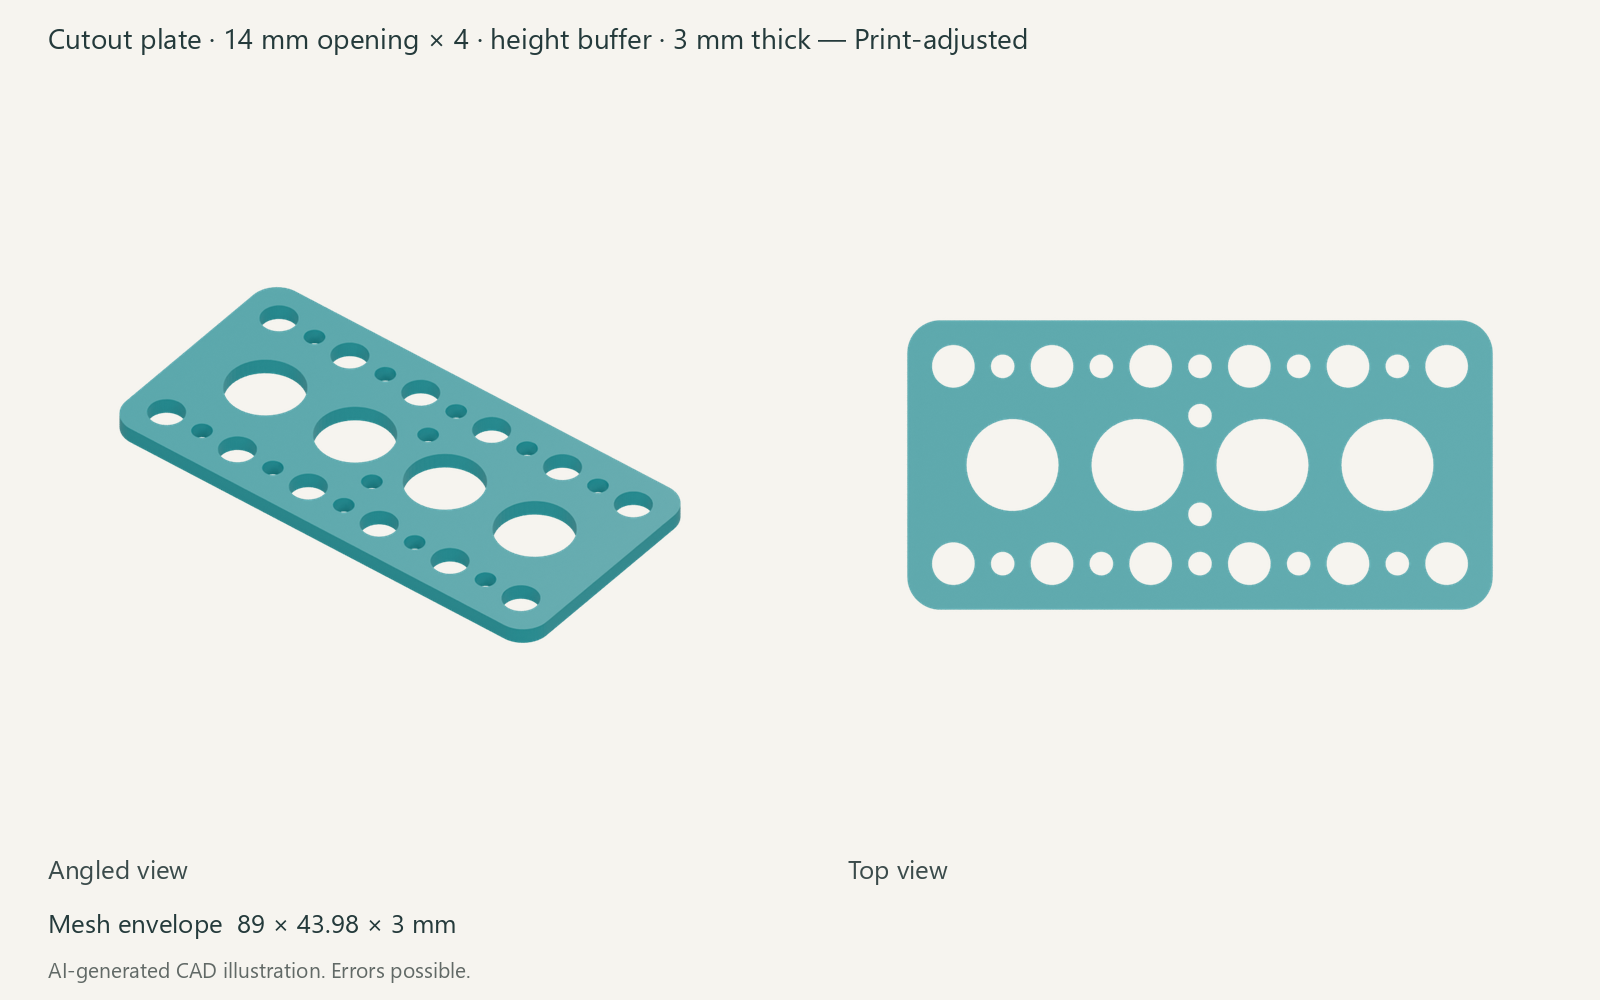 Cutout plate · 14 mm opening × 4 · height buffer · 3 mm thick — Print-adjusted
Angled view
Top view
Mesh envelope  89 × 43.98 × 3 mm
AI-generated CAD illustration. Errors possible.